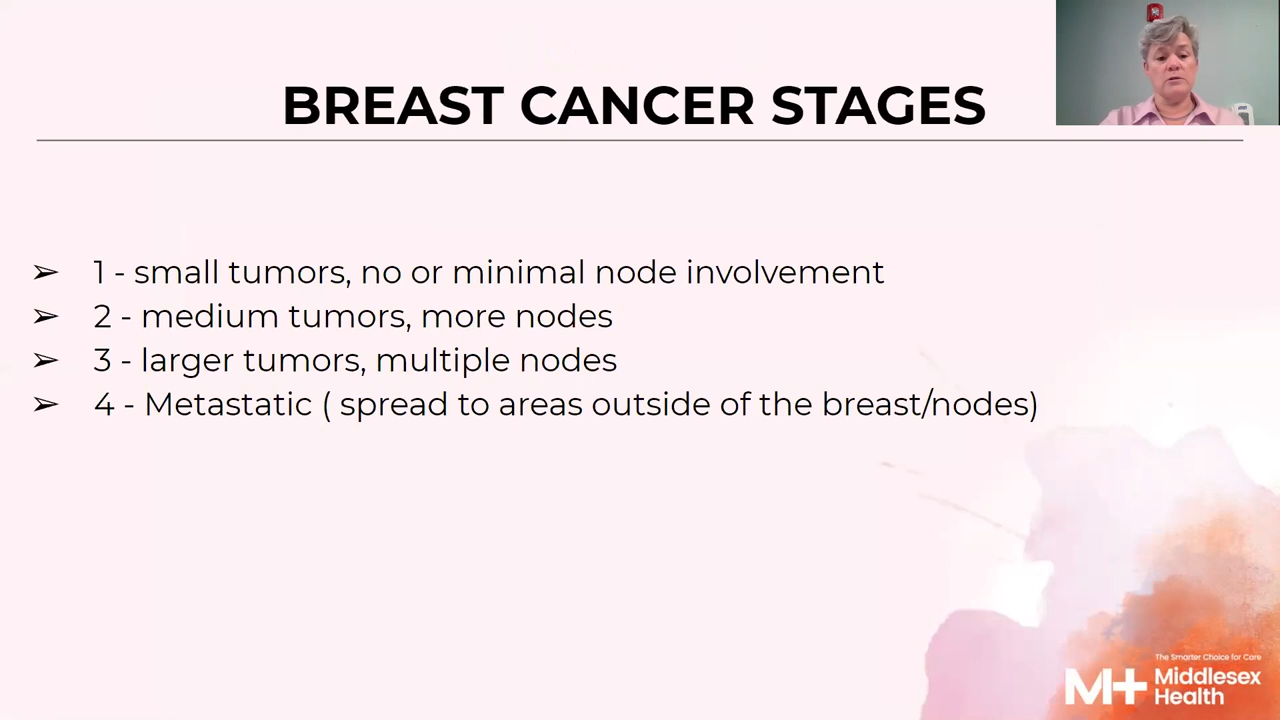 BREAST CANCER STAGES
➢ 1 - small tumors, no or minimal node involvement
➢ 2 - medium tumors, more nodes
➢ 3 - larger tumors, multiple nodes
➢ 4 - Metastatic ( spread to areas outside of the breast/nodes)
The Smarter Choice for Care
M+ Middlesex
Health